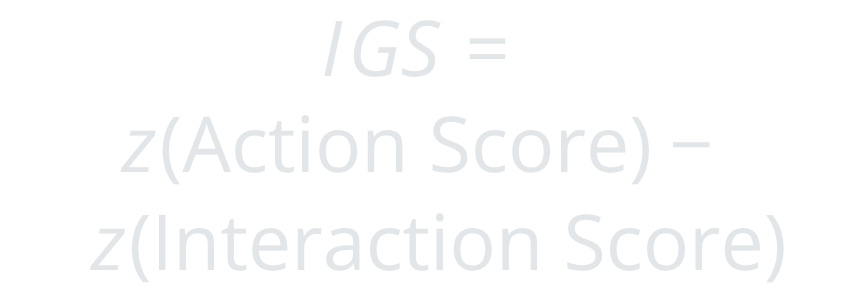 IGS =
z(Action Score) −
z(Interaction Score)